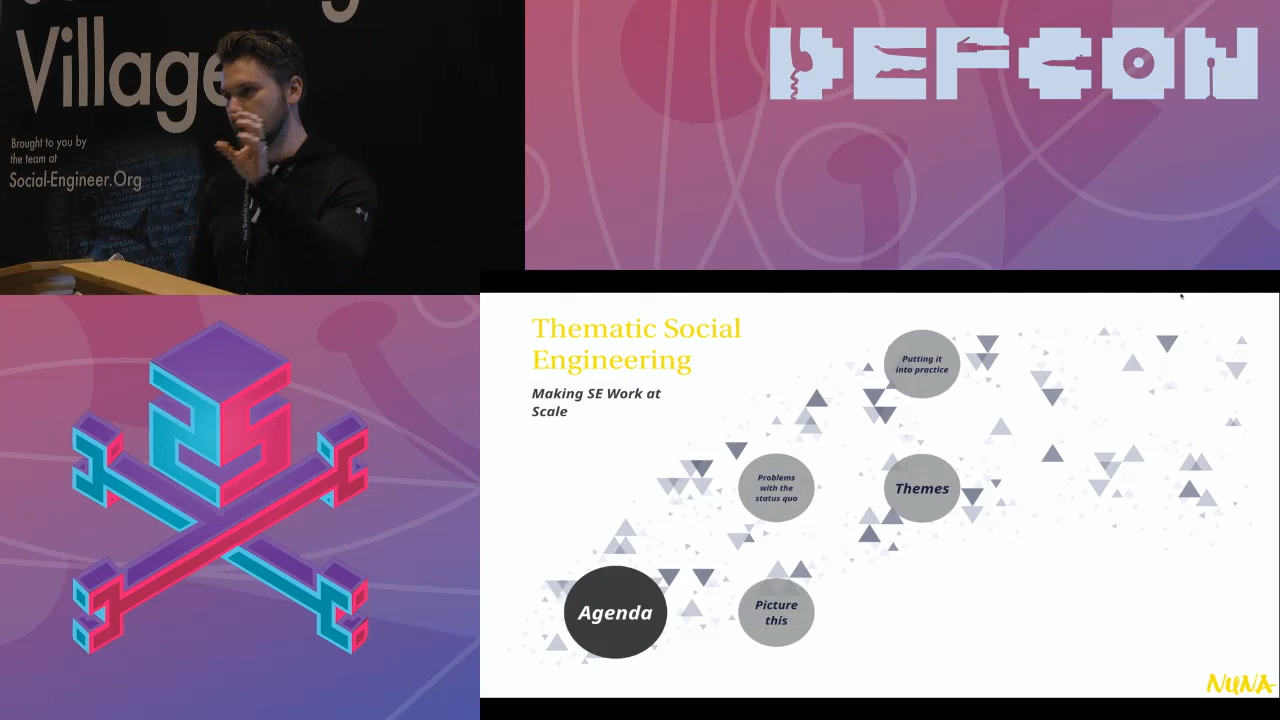 Village
Brought to you by
the team at
Social-Engineer.Org
DEFCON
Thematic Social
Engineering
Making SE Work at
Scale
Putting it
into practice
Problems
with the
status quo
Themes
Agenda
Picture
this
NUNA